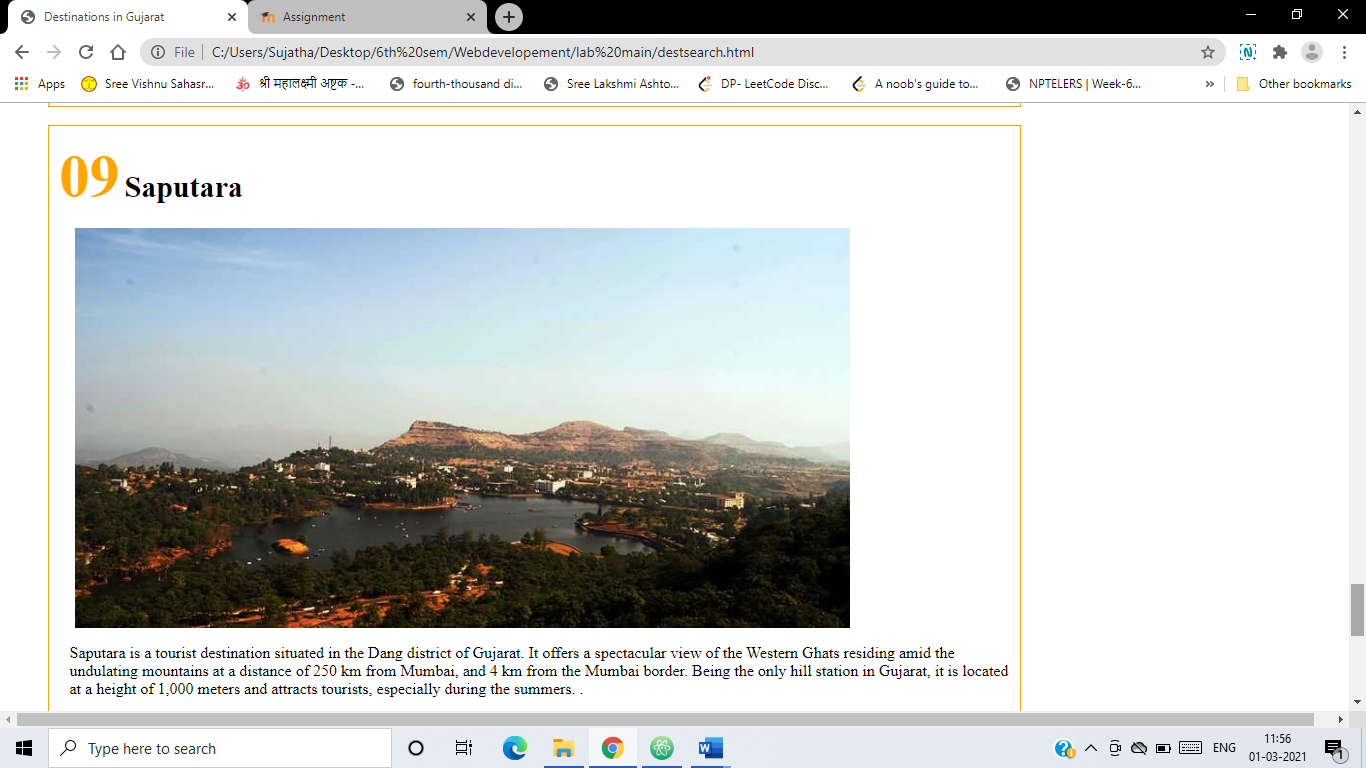 Destinations in Gujarat
Assignment
File
C:/Users/Sujatha/Desktop/6th%20sem/Webdevelopement/lab%20main/destsearch.html
Apps
Sree Vishnu Sahasr...
श्री महालक्ष्मी अष्टक -...
fourth-thousand di...
Sree Lakshmi Ashto...
DP- LeetCode Disc...
A noob's guide to...
NPTELERS | Week-6...
»
Other bookmarks
09 Saputara
Saputara is a tourist destination situated in the Dang district of Gujarat. It offers a spectacular view of the Western Ghats residing amid the
undulating mountains at a distance of 250 km from Mumbai, and 4 km from the Mumbai border. Being the only hill station in Gujarat, it is located
at a height of 1,000 meters and attracts tourists, especially during the summers. .
Type here to search
ENG
11:56
01-03-2021
1